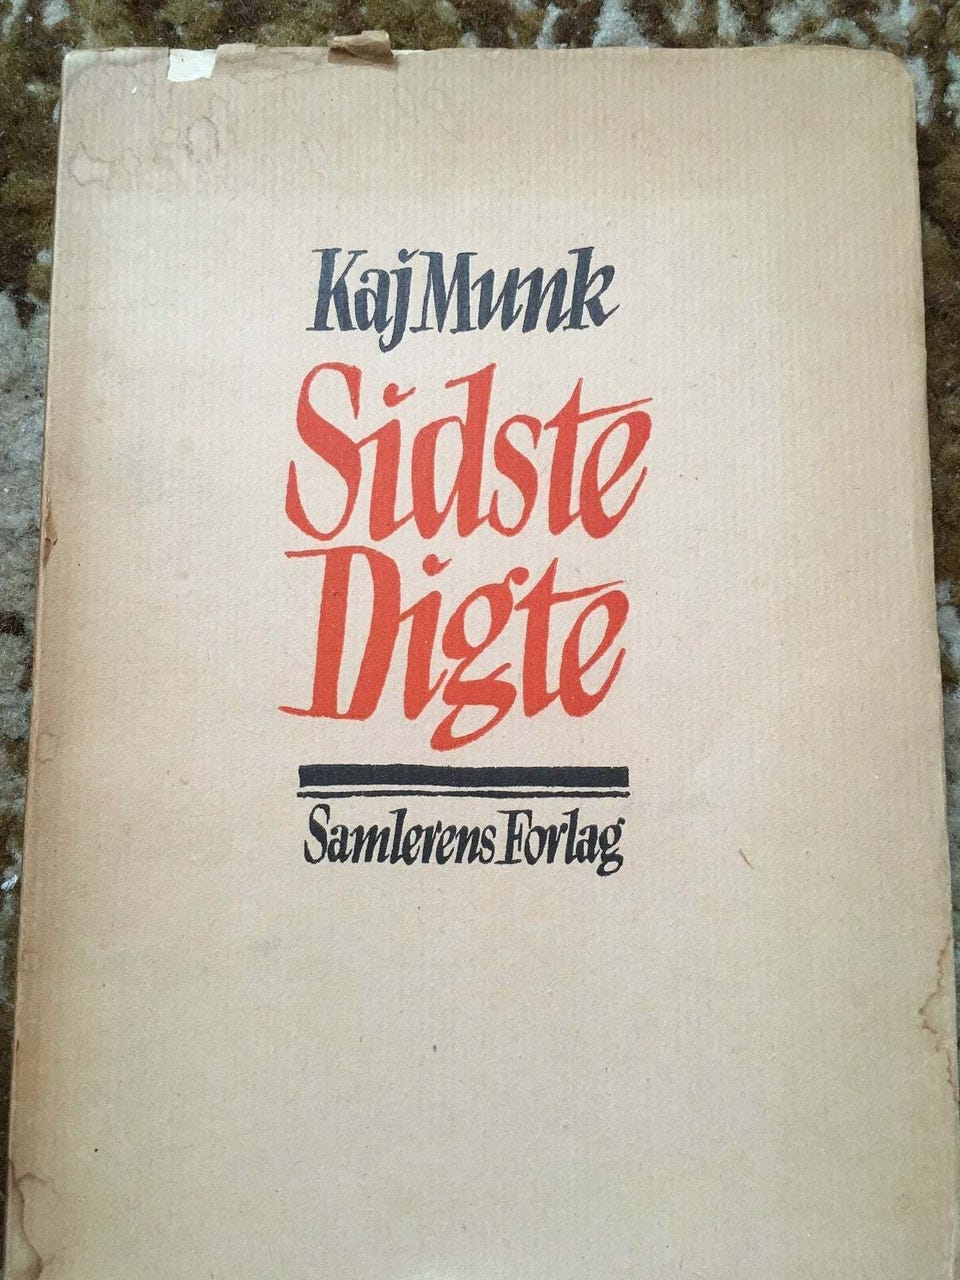 Kaj Munk
Sidste
Digte
Samlerens Forlag